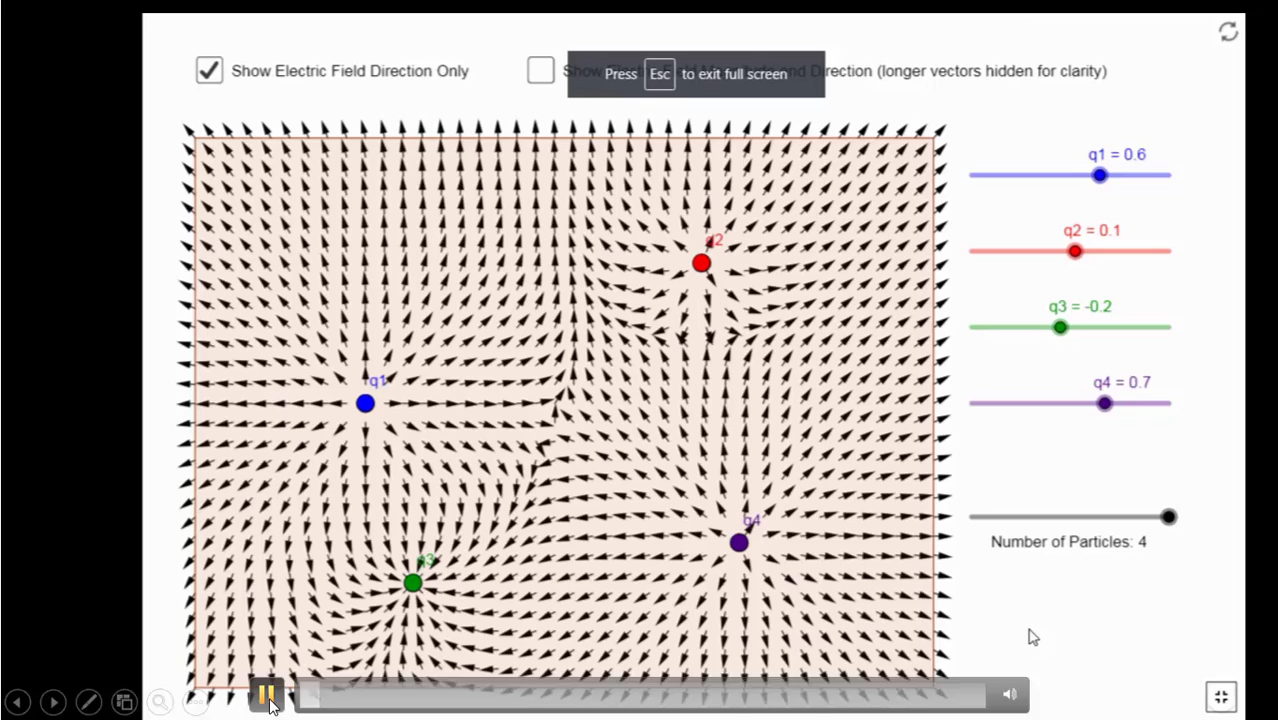 Show Electric Field Direction Only
Press Esc to exit full screen
Direction (longer vectors hidden for clarity)
q1 = 0.6
q2 = 0.1
q3 = -0.2
q4 = 0.7
Number of Particles: 4
q2
q1
q4
q3